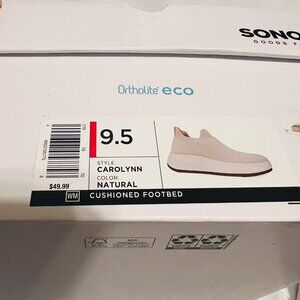 SONO
GOODS F
Ortholite eco
9.5
STYLE:
CAROLYNN
COLOR:
NATURAL
$49.99
WM
CUSHIONED FOOTBED